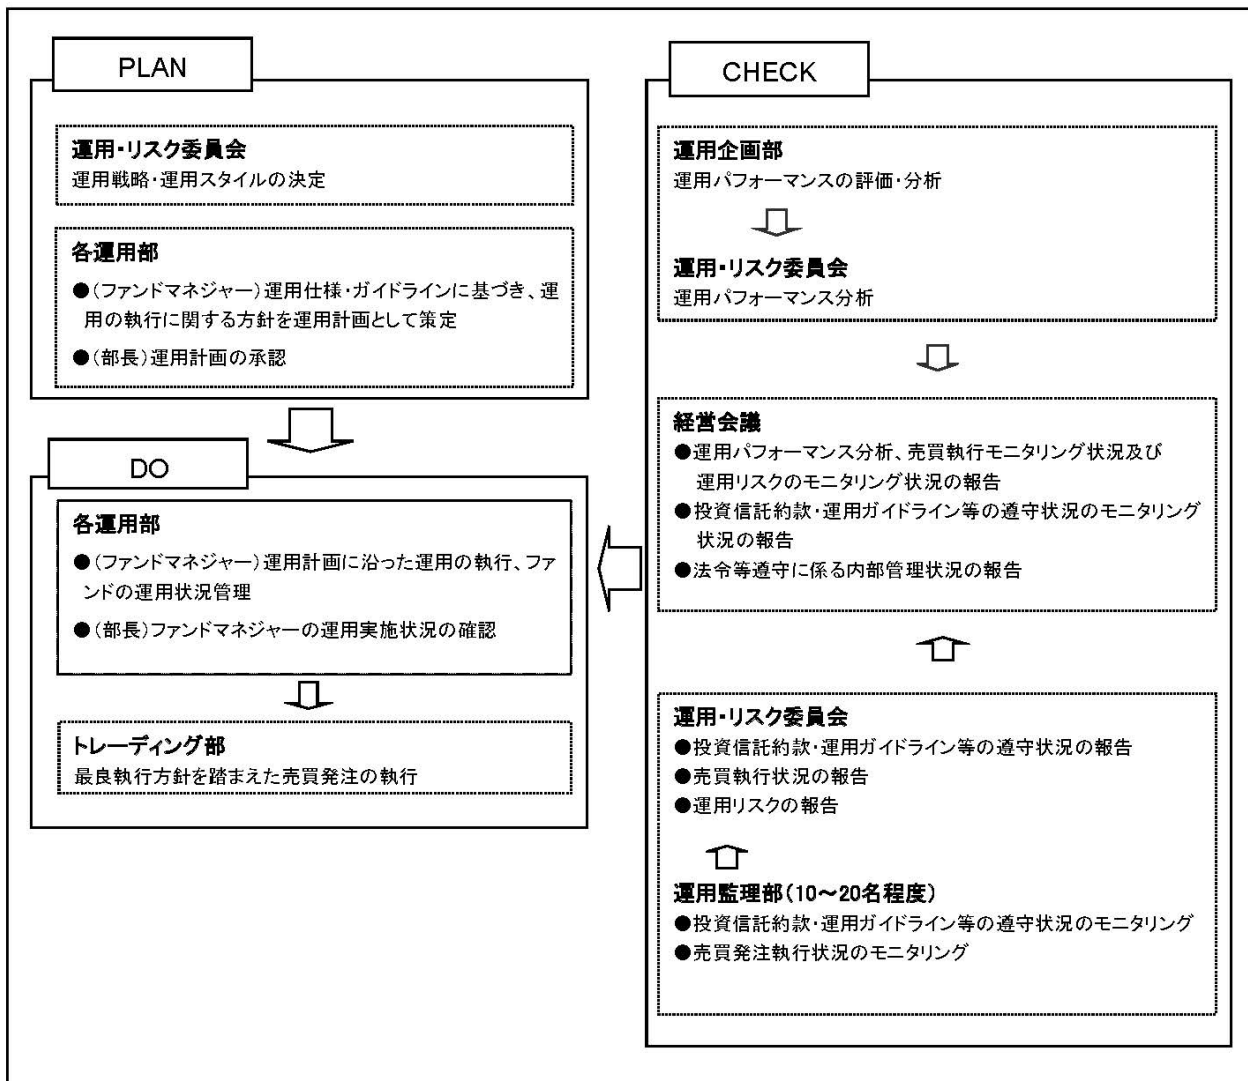 PLAN
運用・リスク委員会
運用戦略・運用スタイルの決定
各運用部
●(ファンドマネジャー)運用仕様・ガイドラインに基づき、運
用の執行に関する方針を運用計画として策定
●(部長)運用計画の承認
DO
各運用部
●(ファンドマネジャー)運用計画に沿った運用の執行、ファ
ンドの運用状況管理
●(部長)ファンドマネジャーの運用実施状況の確認
トレーディング部
最良執行方針を踏まえた売買発注の執行
CHECK
運用企画部
運用パフォーマンスの評価・分析
運用・リスク委員会
運用パフォーマンス分析
経営会議
●運用パフォーマンス分析、売買執行モニタリング状況及び
運用リスクのモニタリング状況の報告
●投資信託約款・運用ガイドライン等の遵守状況のモニタリング
状況の報告
●法令等遵守に係る内部管理状況の報告
運用・リスク委員会
●投資信託約款・運用ガイドライン等の遵守状況の報告
●売買執行状況の報告
●運用リスクの報告
運用監理部(10～20名程度)
●投資信託約款・運用ガイドライン等の遵守状況のモニタリング
●売買発注執行状況のモニタリング